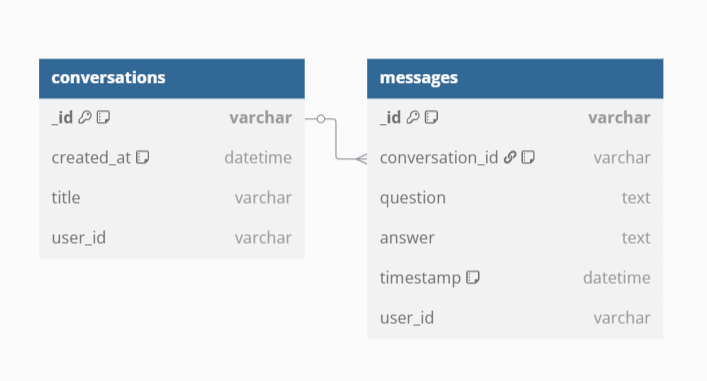 conversations
_id varchar
created_at datetime
title varchar
user_id varchar
messages
_id varchar
conversation_id varchar
question text
answer text
timestamp datetime
user_id varchar